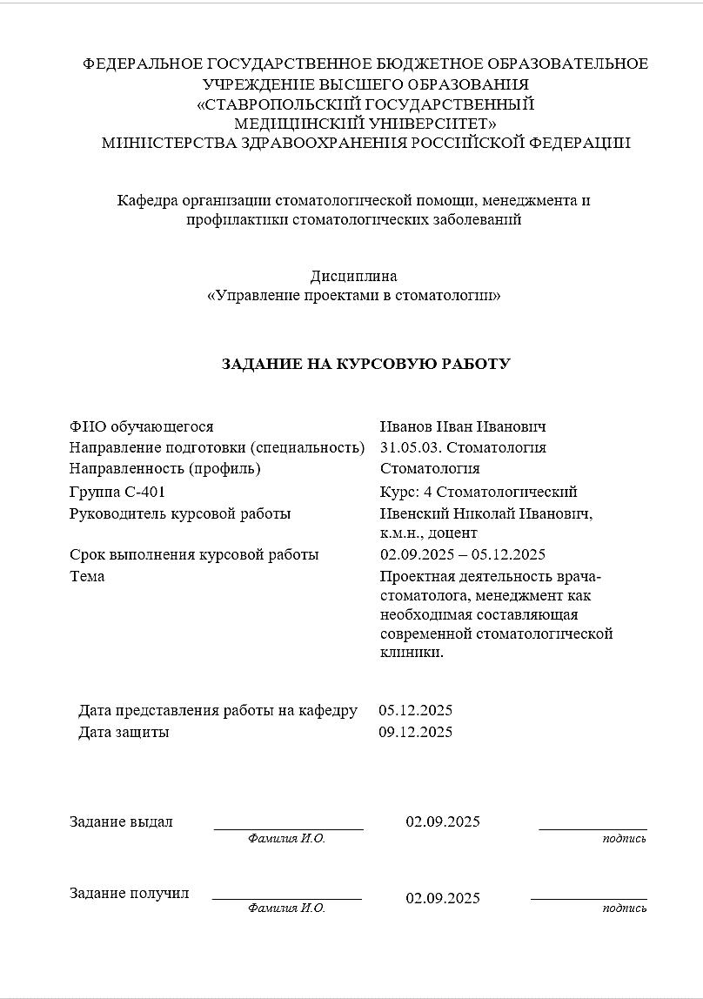 ФЕДЕРАЛЬНОЕ ГОСУДАРСТВЕННОЕ БЮДЖЕТНОЕ ОБРАЗОВАТЕЛЬНОЕ
УЧРЕЖДЕНИЕ ВЫСШЕГО ОБРАЗОВАНИЯ
«СТАВРОПОЛЬСКИЙ ГОСУДАРСТВЕННЫЙ
МЕДИЦИНСКИЙ УНИВЕРСИТЕТ»
МИНИСТЕРСТВА ЗДРАВООХРАНЕНИЯ РОССИЙСКОЙ ФЕДЕРАЦИИ
Кафедра организации стоматологической помощи, менеджмента и
профилактики стоматологических заболеваний
Дисциплина
«Управление проектами в стоматологии»
ЗАДАНИЕ НА КУРСОВУЮ РАБОТУ
ФИО обучающегося Иванов Иван Иванович
Направление подготовки (специальность) 31.05.03. Стоматология
Направленность (профиль) Стоматология
Группа С-401 Курс: 4 Стоматологический
Руководитель курсовой работы Ивенский Николай Иванович,
к.м.н., доцент
Срок выполнения курсовой работы 02.09.2025 – 05.12.2025
Тема Проектная деятельность врача-
стоматолога, менеджмент как
необходимая составляющая
современной стоматологической
клиники.
Дата представления работы на кафедру 05.12.2025
Дата защиты 09.12.2025
Задание выдал 02.09.2025
Фамилия И.О. подпись
Задание получил 02.09.2025
Фамилия И.О. подпись